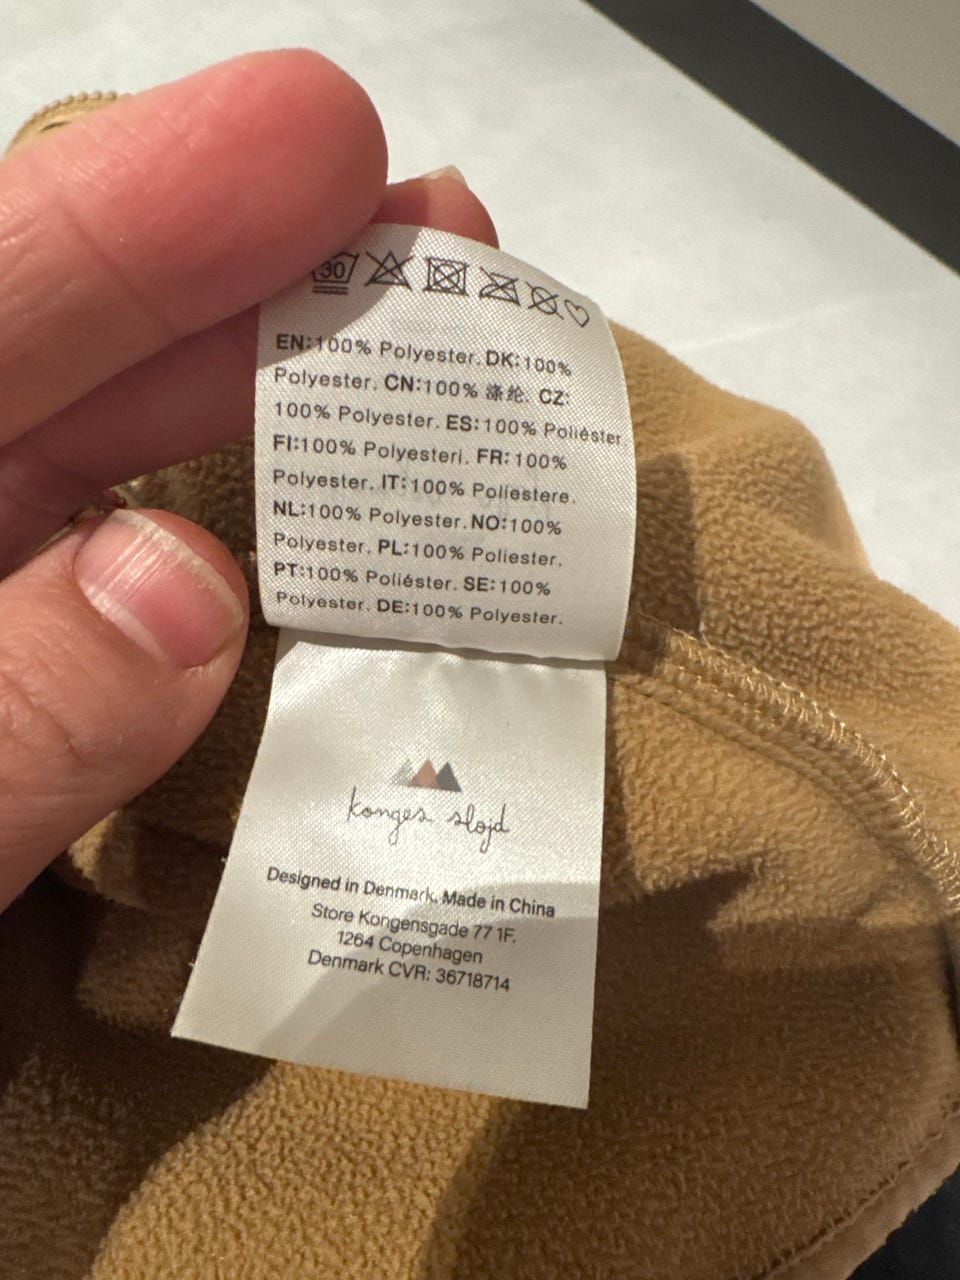 30
EN:100% Polyester. DK:100%
Polyester. CN:100% 涤纶. CZ:
100% Polyester. ES:100% Poliéster
FI:100% Polyesteri. FR:100%
Polyester. IT:100% Poliestere.
NL:100% Polyester. NO:100%
Polyester. PL:100% Poliester.
PT:100% Poliéster. SE:100%
Polyester. DE:100% Polyester.
konges sløjd
Designed in Denmark. Made in China
Store Kongensgade 77 1F.
1264 Copenhagen
Denmark CVR: 36718714